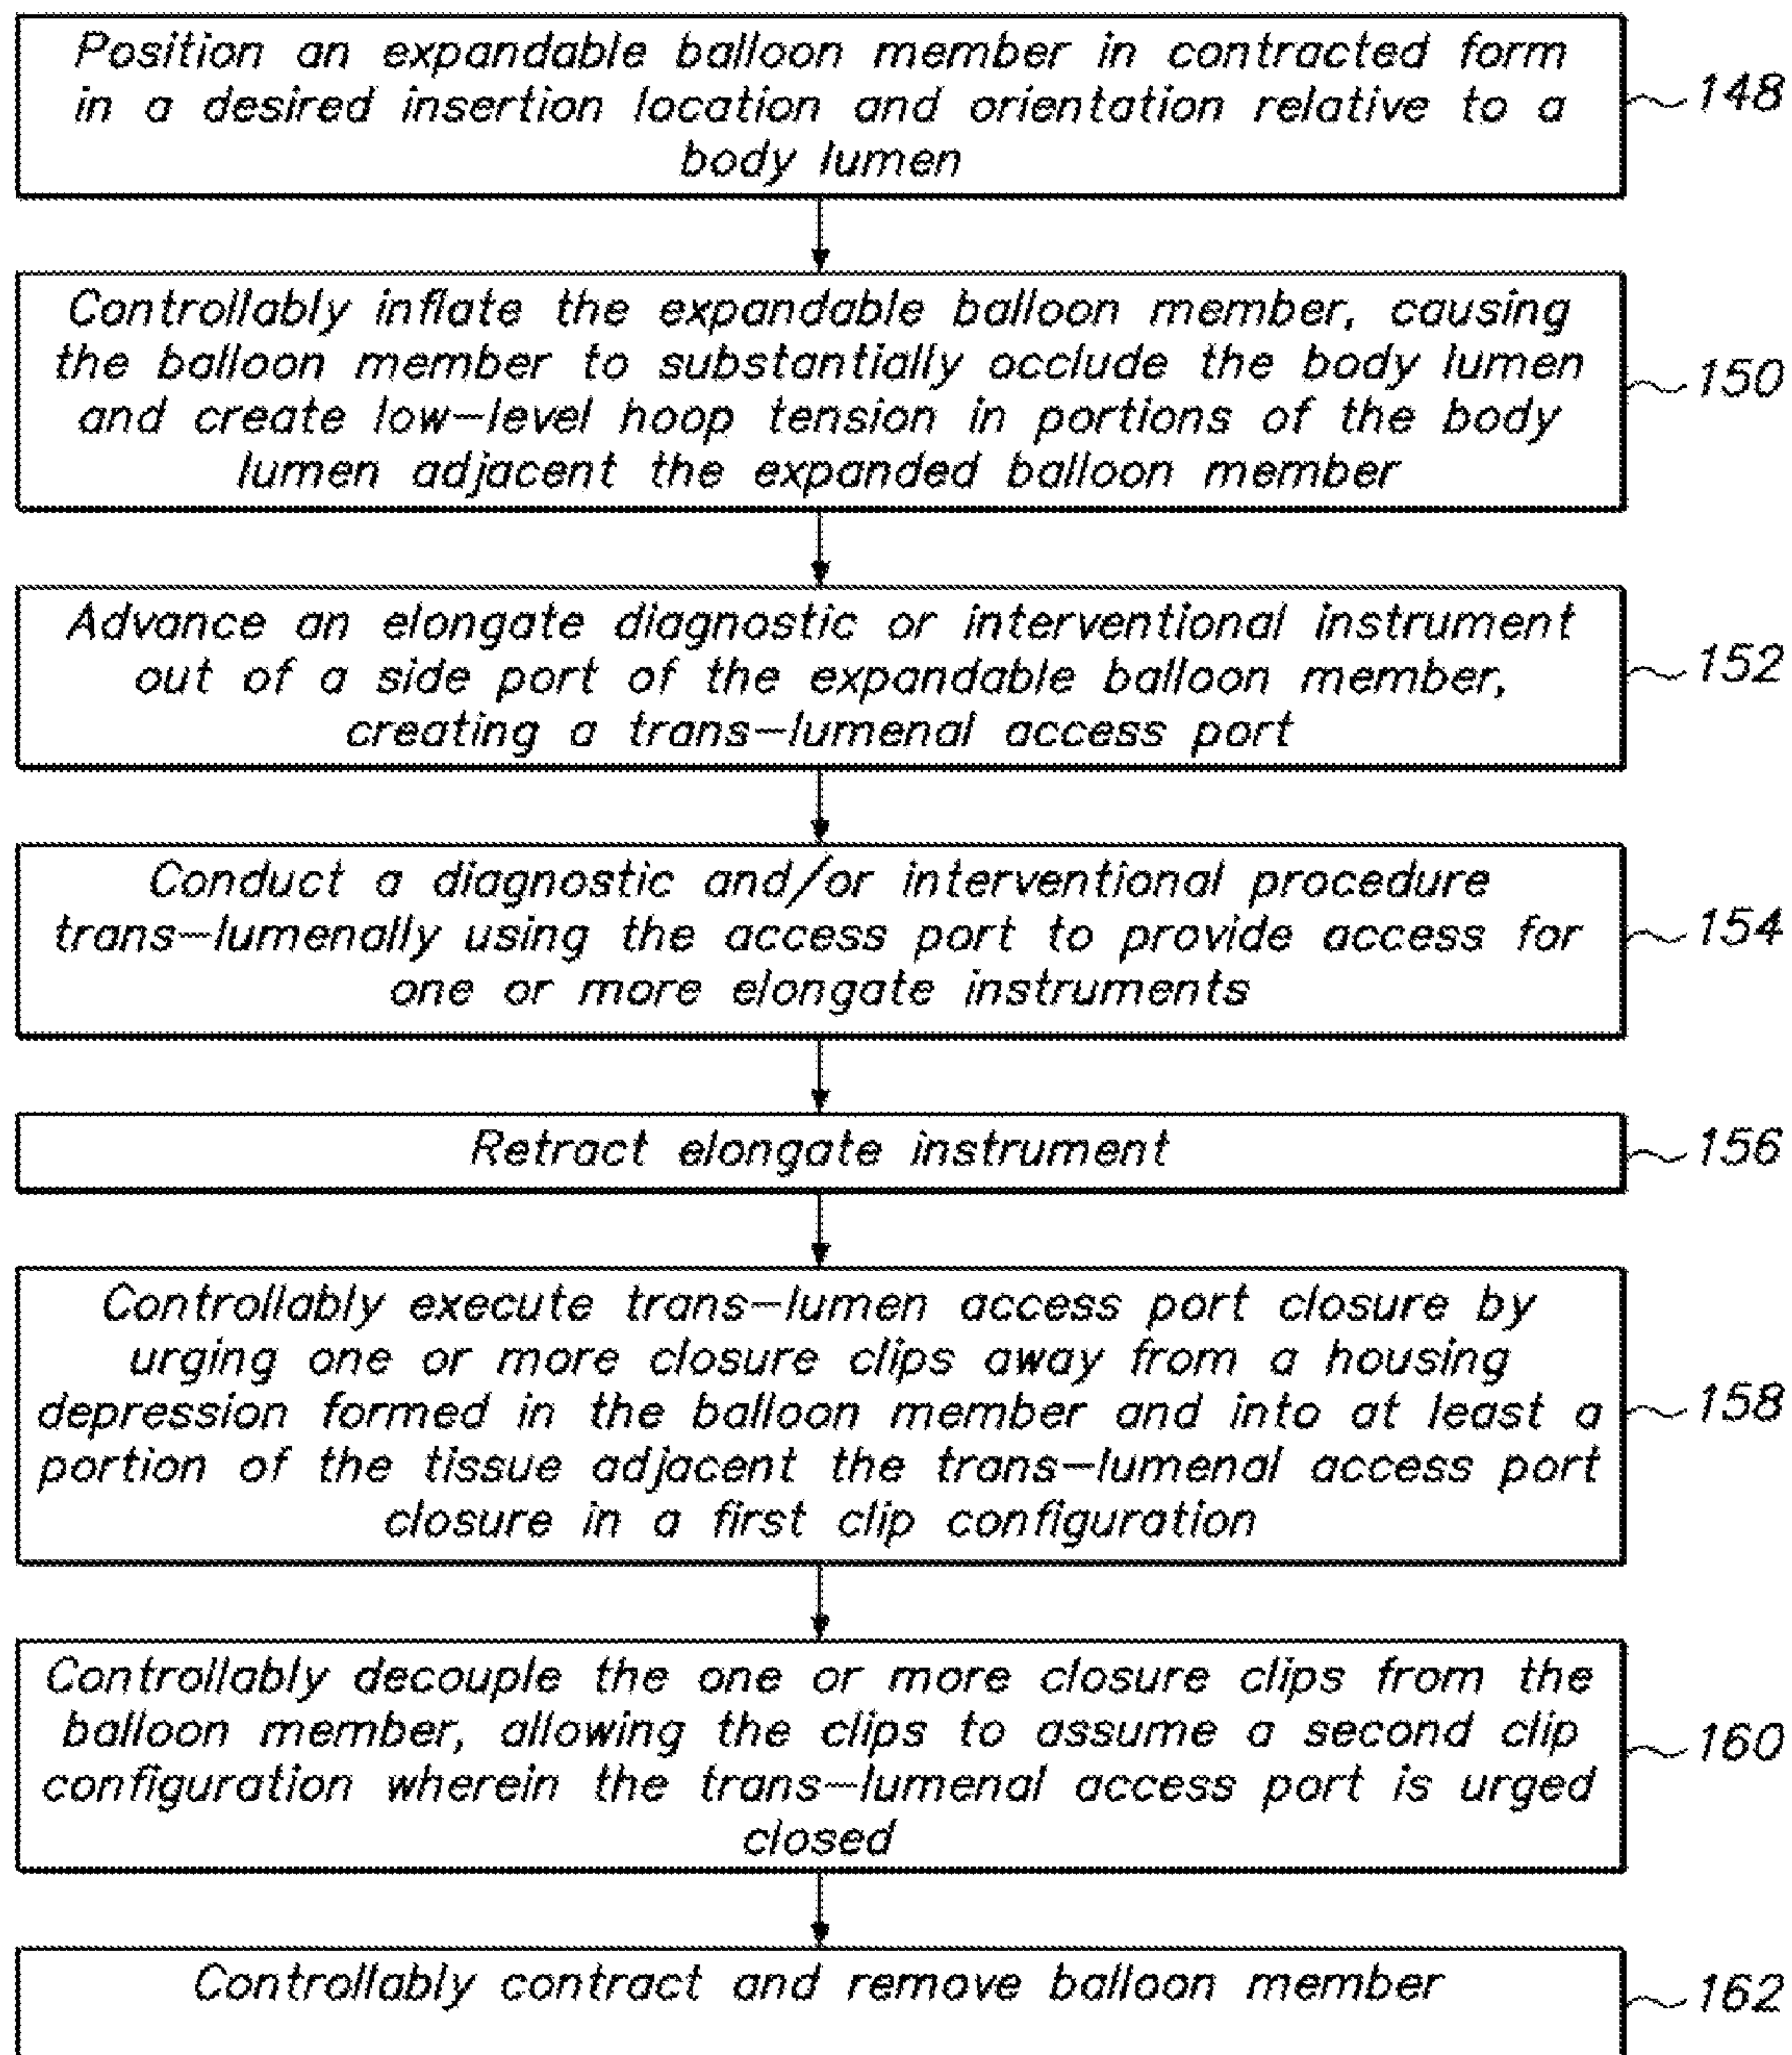 Position an expandable balloon member in contracted form
in a desired insertion location and orientation relative to a
body lumen
148
Controllably inflate the expandable balloon member, causing
the balloon member to substantially occlude the body lumen
and create low-level hoop tension in portions of the body
lumen adjacent the expanded balloon member
150
Advance an elongate diagnostic or interventional instrument
out of a side port of the expandable balloon member,
creating a trans-lumenal access port
152
Conduct a diagnostic and/or interventional procedure
trans-lumenally using the access port to provide access for
one or more elongate instruments
154
Retract elongate instrument
156
Controllably execute trans-lumen access port closure by
urging one or more closure clips away from a housing
depression formed in the balloon member and into at least a
portion of the tissue adjacent the trans-lumenal access port
closure in a first clip configuration
158
Controllably decouple the one or more closure clips from the
balloon member, allowing the clips to assume a second clip
configuration wherein the trans-lumenal access port is urged
closed
160
Controllably contract and remove balloon member
162